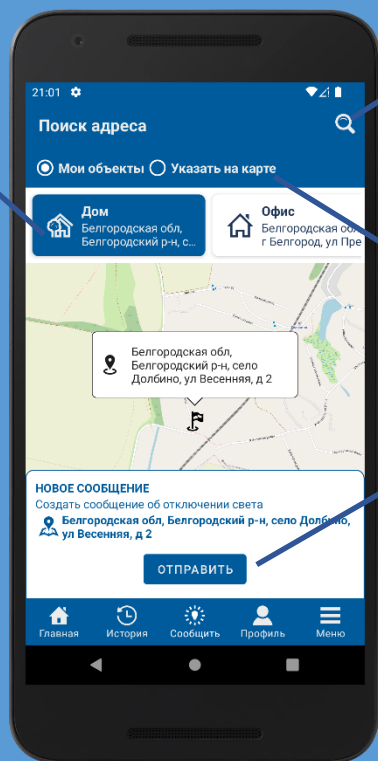 21:01
Поиск адреса
Мои объекты Указать на карте
Дом
Белгородская обл,
Белгородский р-н, с...
Офис
Белгородская
г Белгород, ул Пре
Белгородская обл,
Белгородский р-н, село
Долбино, ул Весенняя, д 2
НОВОЕ СООБЩЕНИЕ
Создать сообщение об отключении света
Белгородская обл, Белгородский р-н, село Долбино,
ул Весенняя, д 2
ОТПРАВИТЬ
Главная История Сообщить Профиль Меню